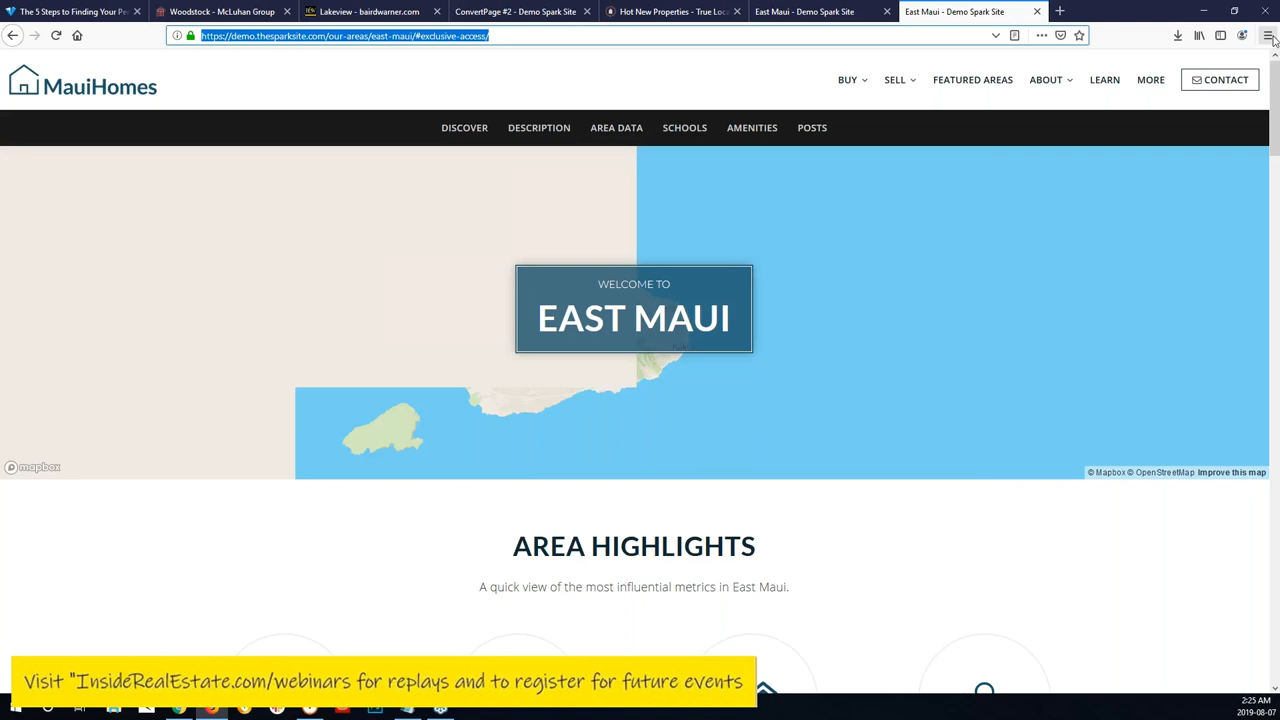 The 5 Steps to Finding Your Per
Woodstock - McLuhan Group
Lakeview - bairdwarner.com
ConvertPage #2 - Demo Spark Site
Hot New Properties - True Loca
East Maui - Demo Spark Site
East Maui - Demo Spark Site
https://demo.thesparksite.com/our-areas/east-maui/#exclusive-access/
MauiHomes
BUY SELL FEATURED AREAS ABOUT LEARN MORE CONTACT
DISCOVER DESCRIPTION AREA DATA SCHOOLS AMENITIES POSTS
WELCOME TO
EAST MAUI
mapbox
© Mapbox © OpenStreetMap Improve this map
AREA HIGHLIGHTS
A quick view of the most influential metrics in East Maui.
Visit "InsideRealEstate.com/webinars for replays and to register for future events
2:25 AM
2019-08-07